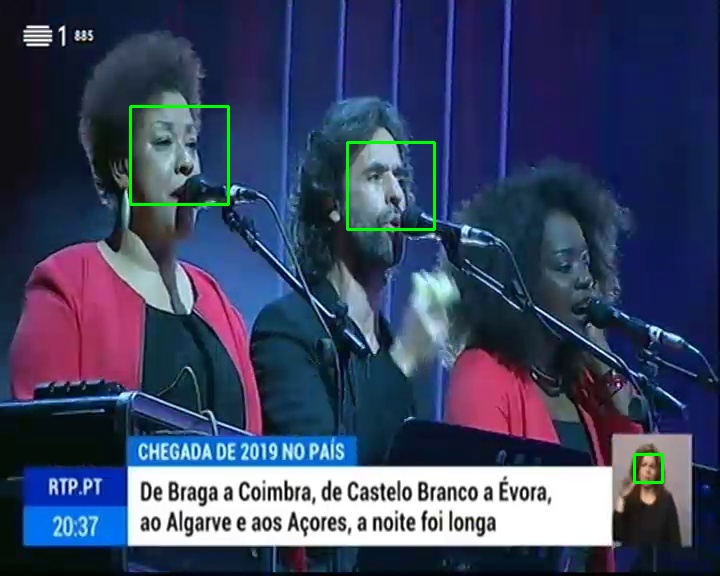 1 885
CHEGADA DE 2019 NO PAÍS
RTP.PT
De Braga a Coimbra, de Castelo Branco a Évora,
20:37
ao Algarve e aos Açores, a noite foi longa